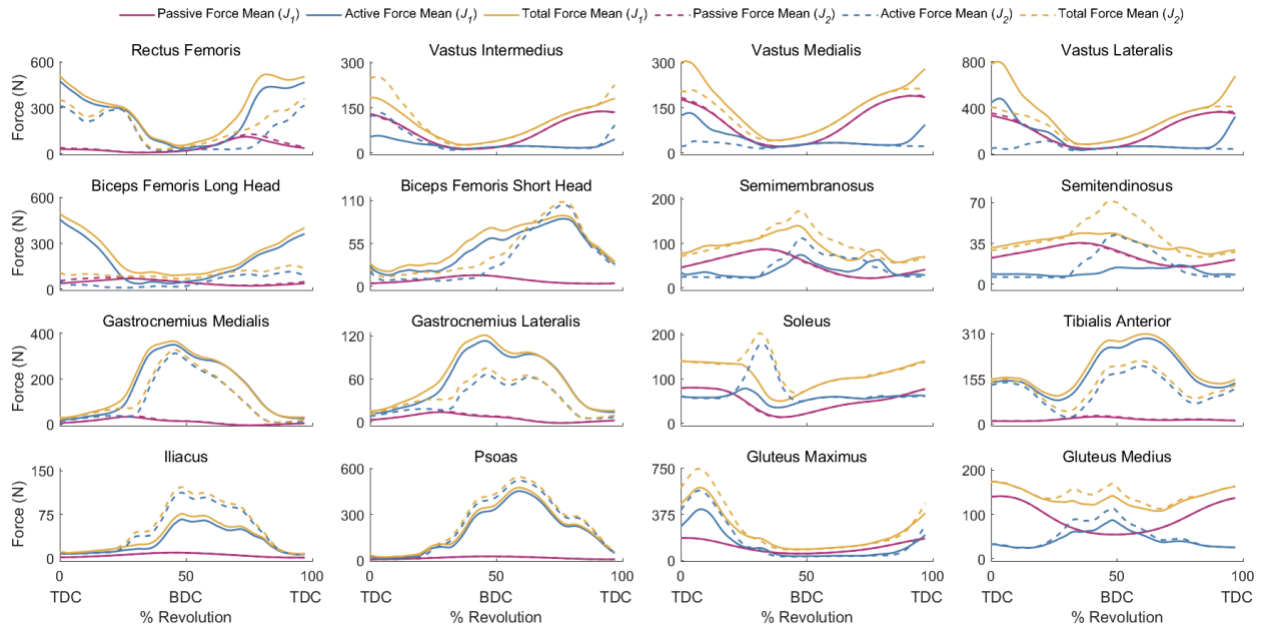 Passive Force Mean (J1) Active Force Mean (J1) Total Force Mean (J1) Passive Force Mean (J2) Active Force Mean (J2) Total Force Mean (J2)
Rectus Femoris Vastus Intermedius Vastus Medialis Vastus Lateralis
Force (N)
600 300 0
300 150 0
300 150 0
800 400 0
Biceps Femoris Long Head Biceps Femoris Short Head Semimembranosus Semitendinosus
Force (N)
600 300 0
110 55 0
200 100 0
70 35 0
Gastrocnemius Medialis Gastrocnemius Lateralis Soleus Tibialis Anterior
Force (N)
400 200 0
120 60 0
200 100 0
310 155 0
Iliacus Psoas Gluteus Maximus Gluteus Medius
Force (N)
150 75 0
600 300 0
750 375 0
200 100 0
0 50 100 0 50 100 0 50 100 0 50 100
TDC BDC TDC TDC BDC TDC TDC BDC TDC TDC BDC TDC
% Revolution % Revolution % Revolution % Revolution